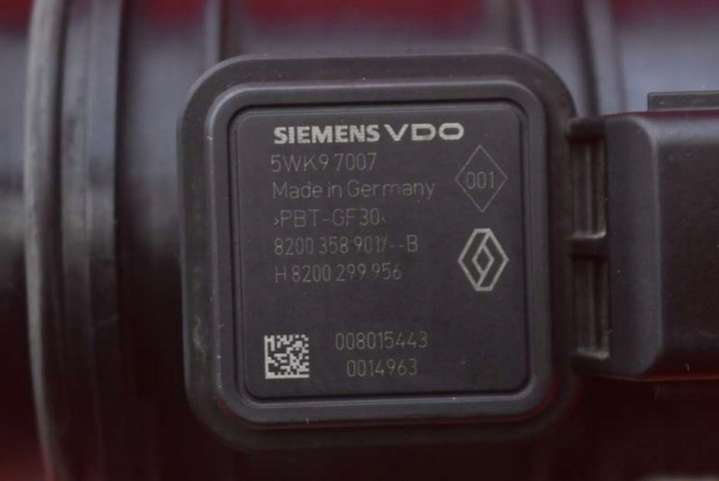 SIEMENS VDO
5WK9 7007
001
Made in Germany
>PBT-GF30<
8200 358 901/--B
H 8200 299 956
008015443
0014963